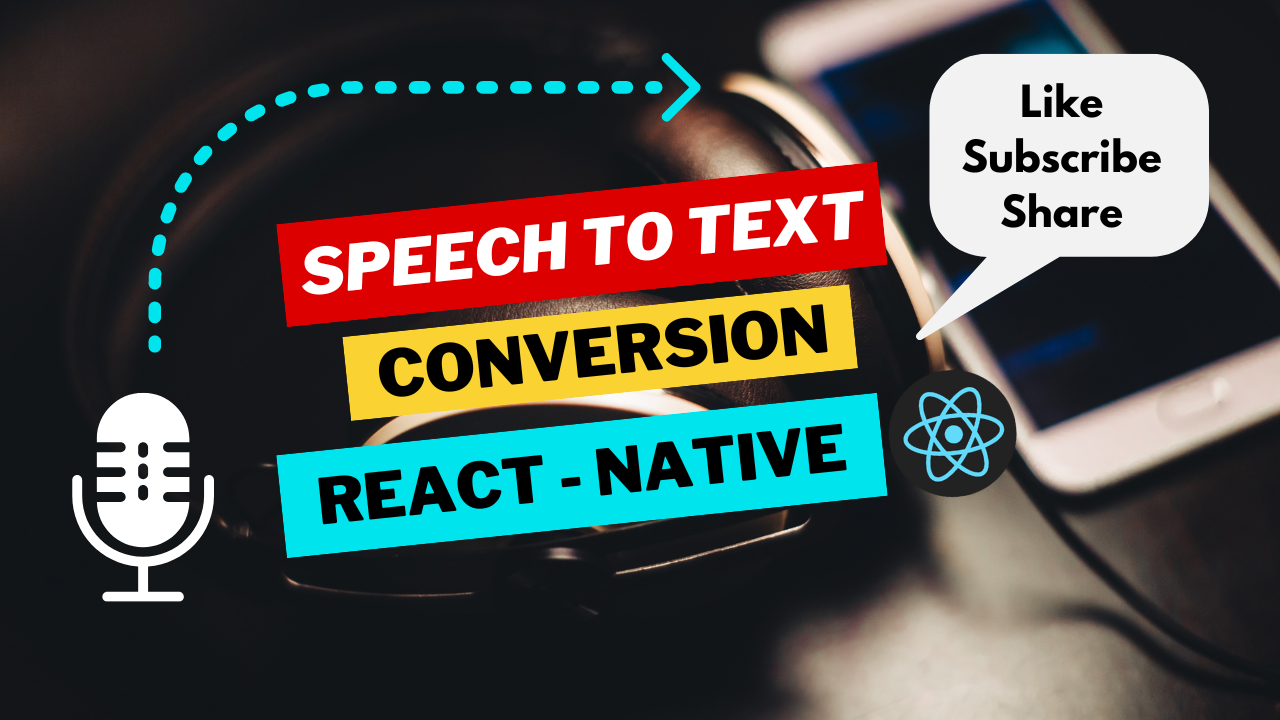 SPEECH TO TEXT
CONVERSION
REACT - NATIVE
Like
Subscribe
Share